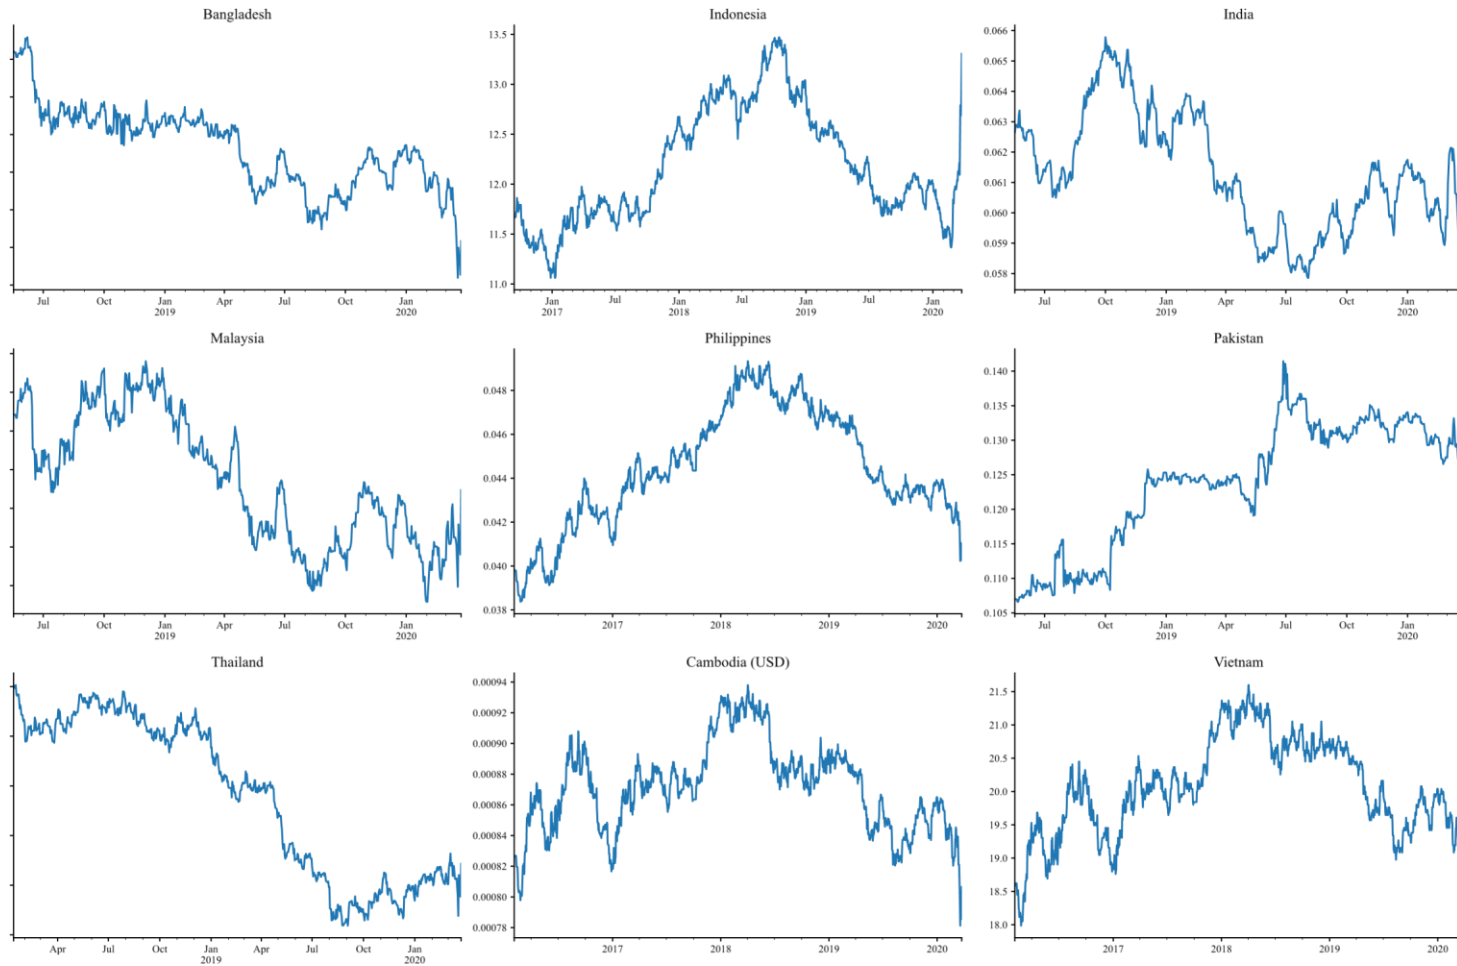 Bangladesh
Jul Oct Jan Apr Jul Oct Jan
2019 2020
Indonesia
13.5
13.0
12.5
12.0
11.5
11.0
Jan Jul Jan Jul Jan Jul Jan
2017 2018 2019 2020
India
0.066
0.065
0.064
0.063
0.062
0.061
0.060
0.059
0.058
Jul Oct Jan Apr Jul Oct Jan
2019 2020
Malaysia
Jul Oct Jan Apr Jul Oct Jan
2019 2020
Philippines
0.048
0.046
0.044
0.042
0.040
0.038
2017 2018 2019 2020
Pakistan
0.140
0.135
0.130
0.125
0.120
0.115
0.110
0.105
Jul Oct Jan Apr Jul Oct Jan
2019 2020
Thailand
Apr Jul Oct Jan Apr Jul Oct Jan
2019 2020
Cambodia (USD)
0.00094
0.00092
0.00090
0.00088
0.00086
0.00084
0.00082
0.00080
0.00078
2017 2018 2019 2020
Vietnam
21.5
21.0
20.5
20.0
19.5
19.0
18.5
18.0
2017 2018 2019 2020